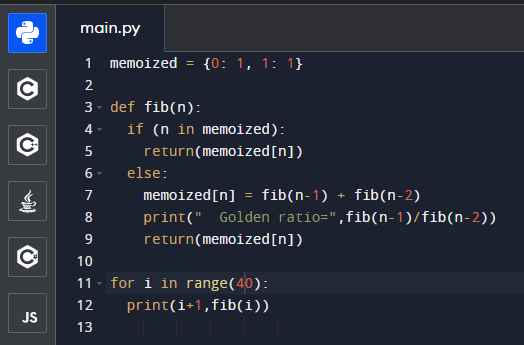 main.py
1 memoized = {0: 1, 1: 1}
2
3 def fib(n):
4   if (n in memoized):
5     return(memoized[n])
6   else:
7     memoized[n] = fib(n-1) + fib(n-2)
8     print("  Golden ratio=",fib(n-1)/fib(n-2))
9     return(memoized[n])
10
11 for i in range(40):
12   print(i+1,fib(i))
13
C
C++
C#
JS